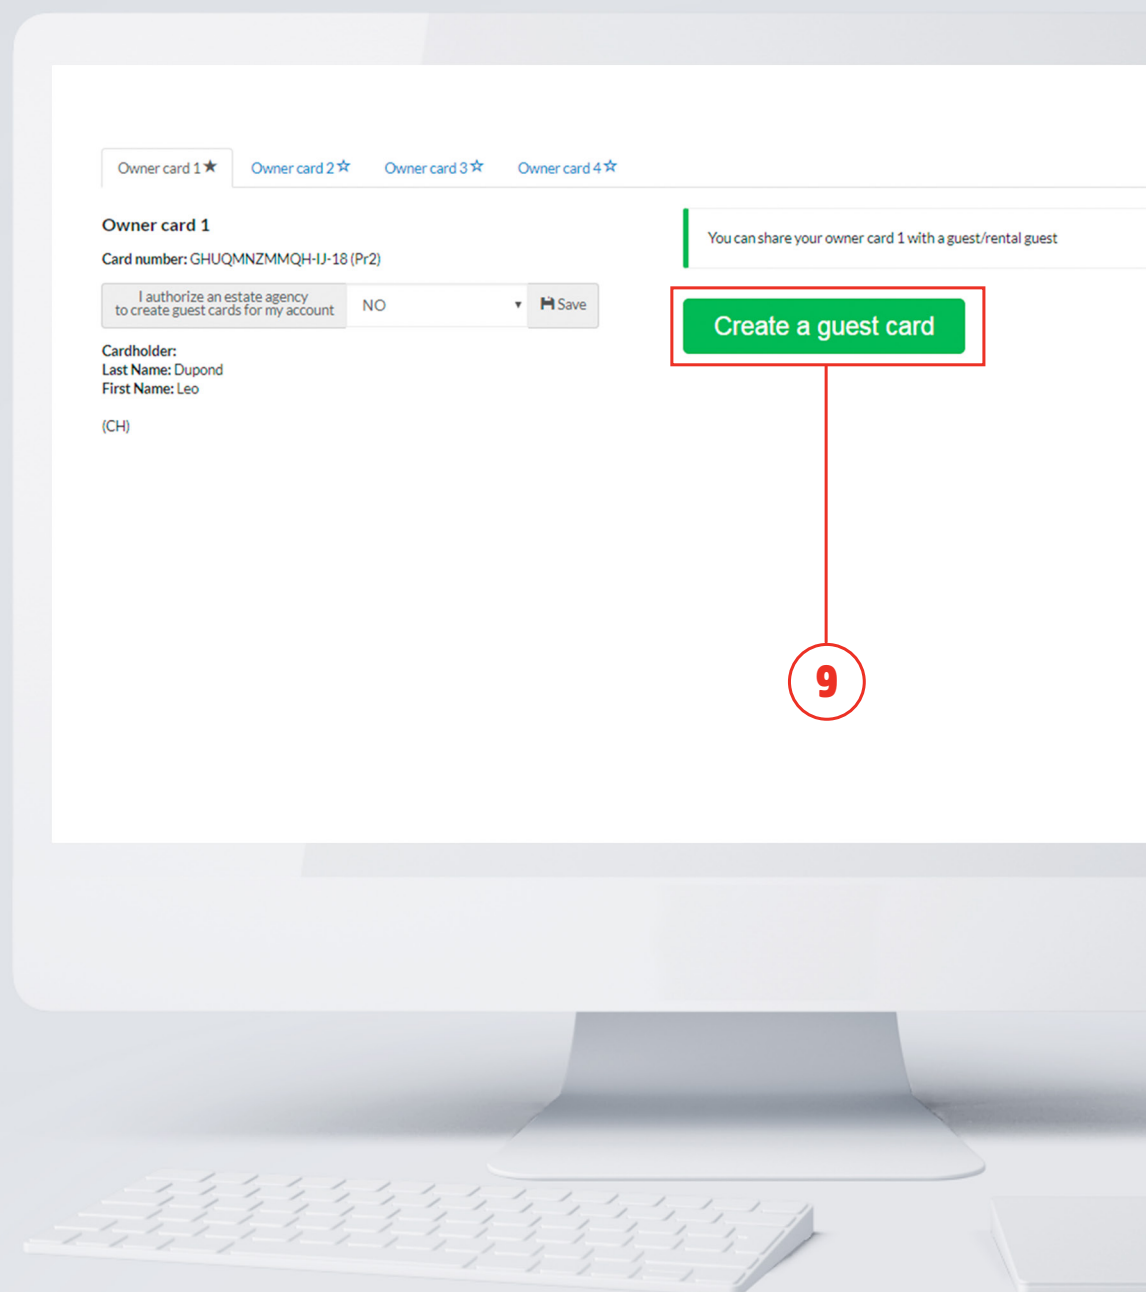 Owner card 1★ Owner card 2☆ Owner card 3☆ Owner card 4☆
Owner card 1
Card number: GHUQMNZMMQH-IJ-18 (Pr2)
I authorize an estate agency
to create guest cards for my account
NO
Save
Cardholder:
Last Name: Dupond
First Name: Leo
(CH)
You can share your owner card 1 with a guest/rental guest
Create a guest card
9